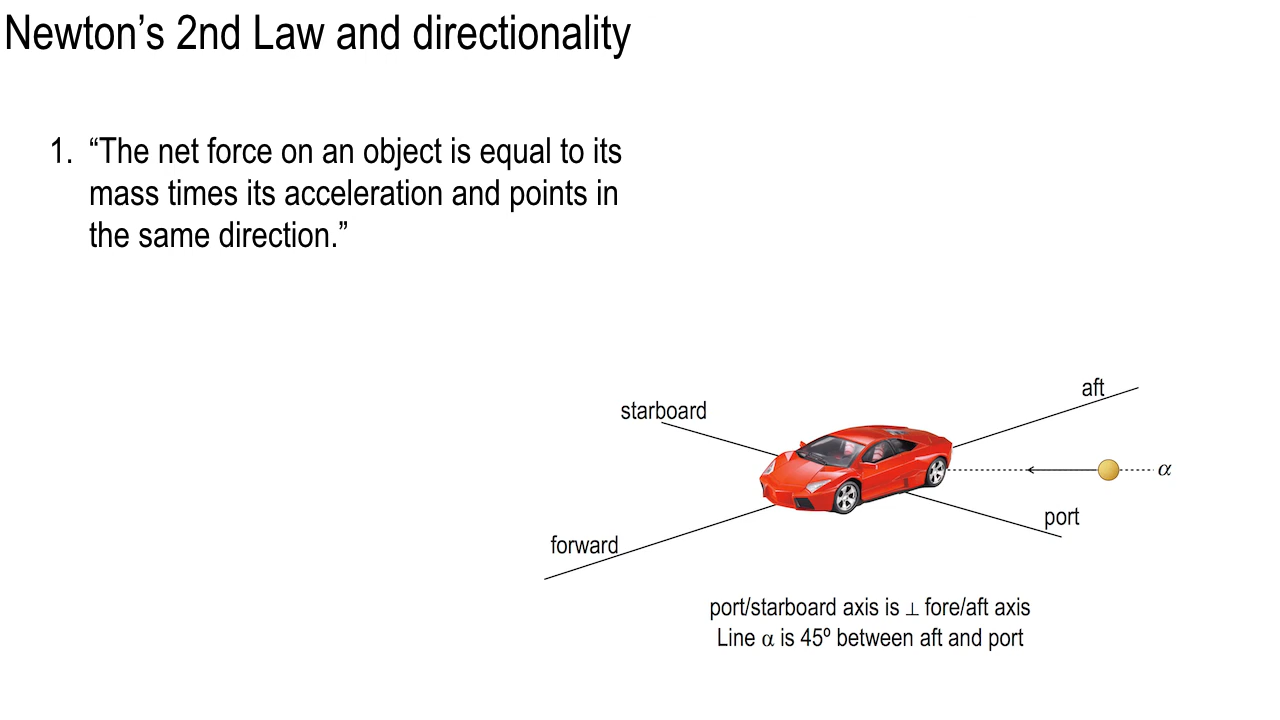 Newton’s 2nd Law and directionality
1. “The net force on an object is equal to its
mass times its acceleration and points in
the same direction.”
aft
starboard
α
port
forward
port/starboard axis is ⊥ fore/aft axis
Line α is 45º between aft and port